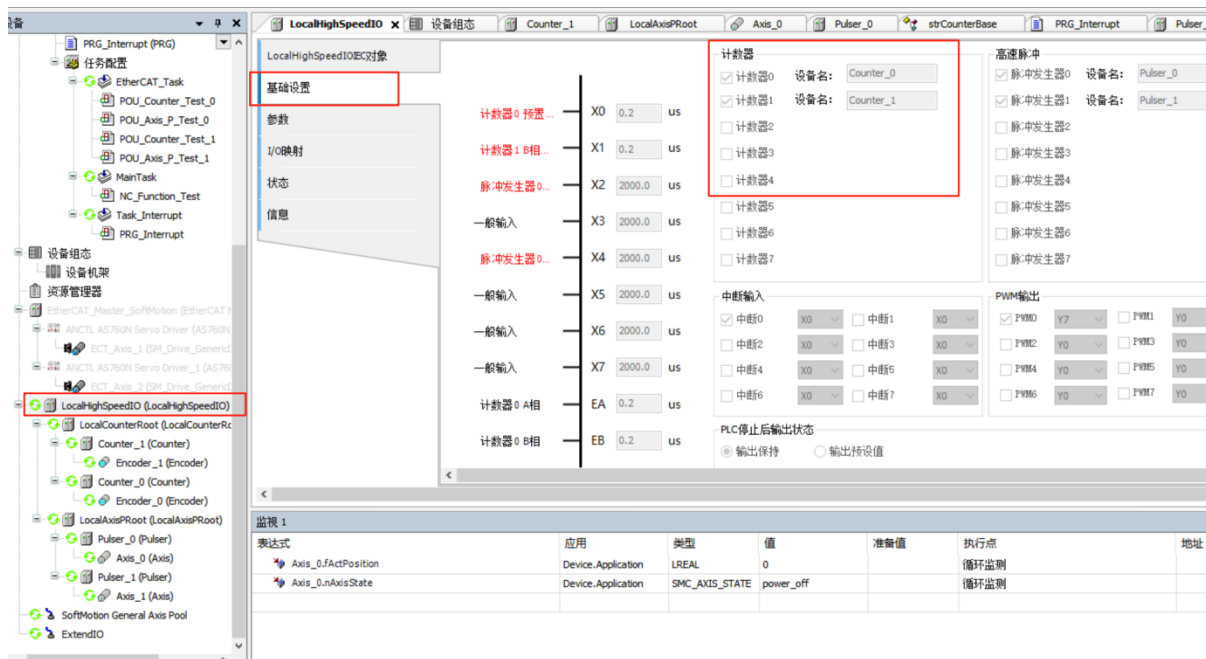 设备
PRG_Interrupt (PRG)
任务配置
EtherCAT_Task
POU_Counter_Test_0
POU_Axis_P_Test_0
POU_Counter_Test_1
POU_Axis_P_Test_1
MainTask
NC_Function_Test
Task_Interrupt
PRG_Interrupt
设备组态
设备机架
资源管理器
EtherCAT_Master_SoftMotion (EtherCAT M
ANCTL AS760N Servo Driver (AS760N
ECT_Axis_1 (SM_Drive_GenericD
ANCTL AS760N Servo Driver_1 (AS760
ECT_Axis_2 (SM_Drive_GenericD
LocalHighSpeedIO (LocalHighSpeedIO)
LocalCounterRoot (LocalCounterRc
Counter_1 (Counter)
Encoder_1 (Encoder)
Counter_0 (Counter)
Encoder_0 (Encoder)
LocalAxisPRoot (LocalAxisPRoot)
Pulser_0 (Pulser)
Axis_0 (Axis)
Pulser_1 (Pulser)
Axis_1 (Axis)
SoftMotion General Axis Pool
ExtendIO
LocalHighSpeedIO 设备组态 Counter_1 LocalAxisPRoot Axis_0 Pulser_0 strCounterBase PRG_Interrupt Pulser_
LocalHighSpeedIOIEC对象
基础设置
参数
I/O映射
状态
信息
计数器0 预置... X0 0.2 us
计数器1 B相... X1 0.2 us
脉冲发生器0... X2 2000.0 us
一般输入 X3 2000.0 us
脉冲发生器0... X4 2000.0 us
一般输入 X5 2000.0 us
一般输入 X6 2000.0 us
一般输入 X7 2000.0 us
计数器0 A相 EA 0.2 us
计数器0 B相 EB 0.2 us
计数器
计数器0 设备名: Counter_0
计数器1 设备名: Counter_1
计数器2
计数器3
计数器4
计数器5
计数器6
计数器7
高速脉冲
脉冲发生器0 设备名: Pulser_0
脉冲发生器1 设备名: Pulser_1
脉冲发生器2
脉冲发生器3
脉冲发生器4
脉冲发生器5
脉冲发生器6
脉冲发生器7
中断输入
中断0 X0 中断1 X0
中断2 X0 中断3 X0
中断4 X0 中断5 X0
中断6 X0 中断7 X0
PWM输出
PWM0 Y7 PWM1 Y0
PWM2 Y0 PWM3 Y0
PWM4 Y0 PWM5 Y0
PWM6 Y0 PWM7 Y0
PLC停止后输出状态
输出保持 输出预设值
监视 1
表达式 应用 类型 值 准备值 执行点 地址
Axis_0.fActPosition Device.Application LREAL 0 循环监测
Axis_0.nAxisState Device.Application SMC_AXIS_STATE power_off 循环监测